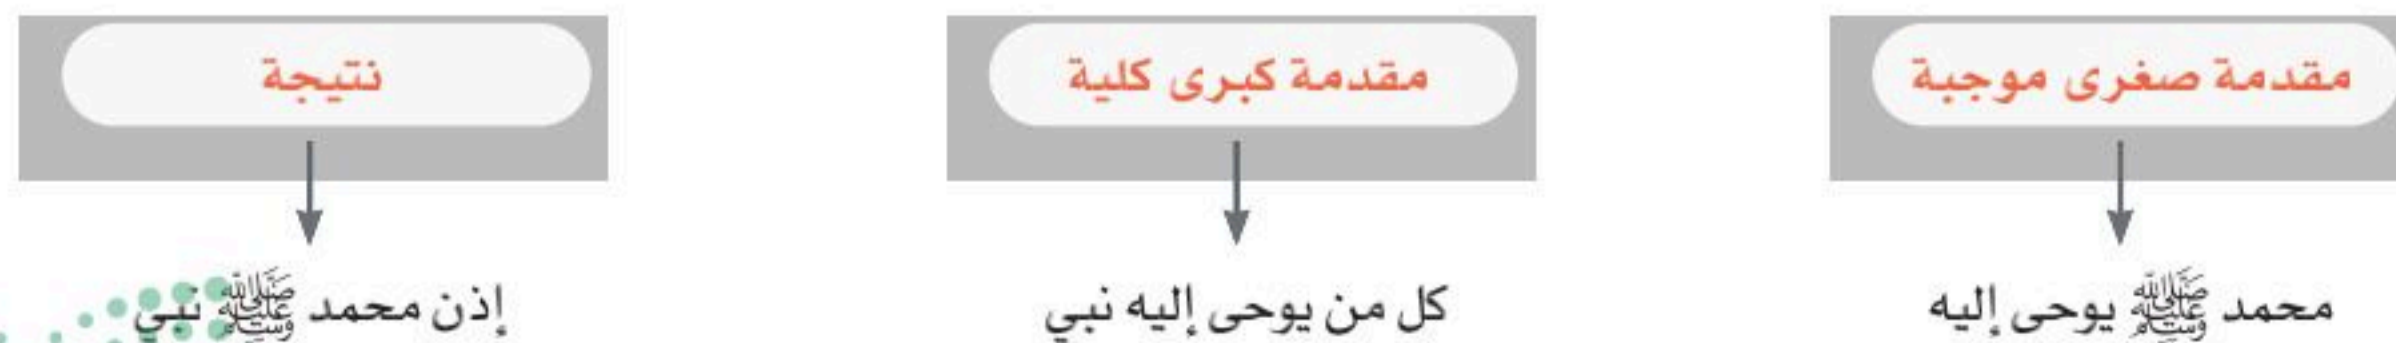 مقدمة صغرى موجبة
مقدمة كبرى كلية
نتيجة
محمد ﷺ يوحى إليه
كل من يوحى إليه نبي
إذن محمد ﷺ نبي